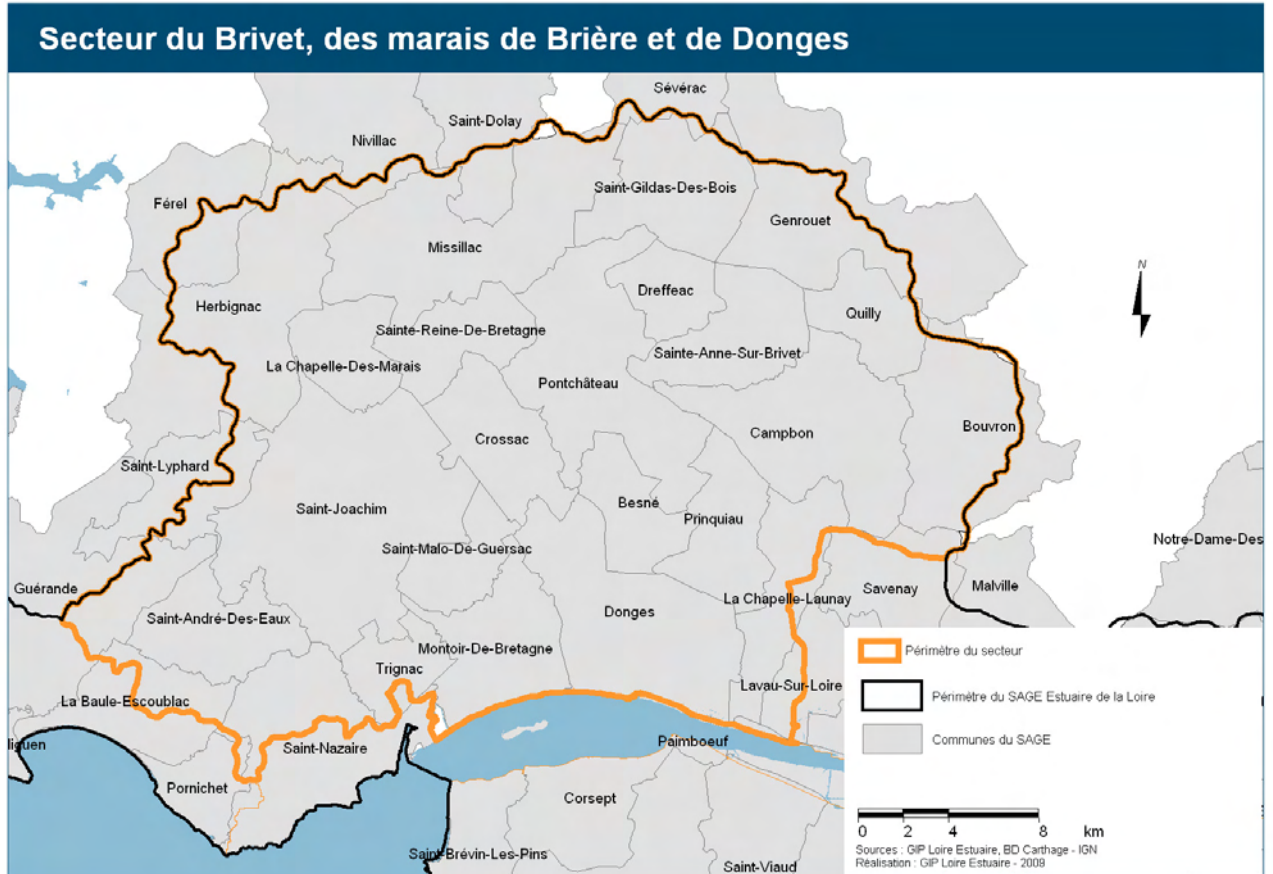 Secteur du Brivet, des marais de Brière et de Donges
Sévérac
Saint-Dolay
Nivillac
Saint-Gildas-Des-Bois
Férel
Genrouet
Missillac
Dreffeac
Herbignac
Quilly
Sainte-Reine-De-Bretagne
Sainte-Anne-Sur-Brivet
La Chapelle-Des-Marais
Pontchâteau
Bouvron
Campbon
Crossac
Saint-Lyphard
Besné
Saint-Joachim
Prinquiau
Notre-Dame-Des
Saint-Malo-De-Guersac
Guérande
Savenay
Malville
La Chapelle-Launay
Donges
Saint-André-Des-Eaux
Montoir-De-Bretagne
Trignac
Lavau-Sur-Loire
La Baule-Escoublac
Paimboeuf
liguen
Saint-Nazaire
Pornichet
Corsept
Saint-Brévin-Les-Pins
Saint-Viaud
N
Périmètre du secteur
Périmètre du SAGE Estuaire de la Loire
Communes du SAGE
0 2 4 8 km
Sources : GIP Loire Estuaire, BD Carthage - IGN
Réalisation : GIP Loire Estuaire - 2009